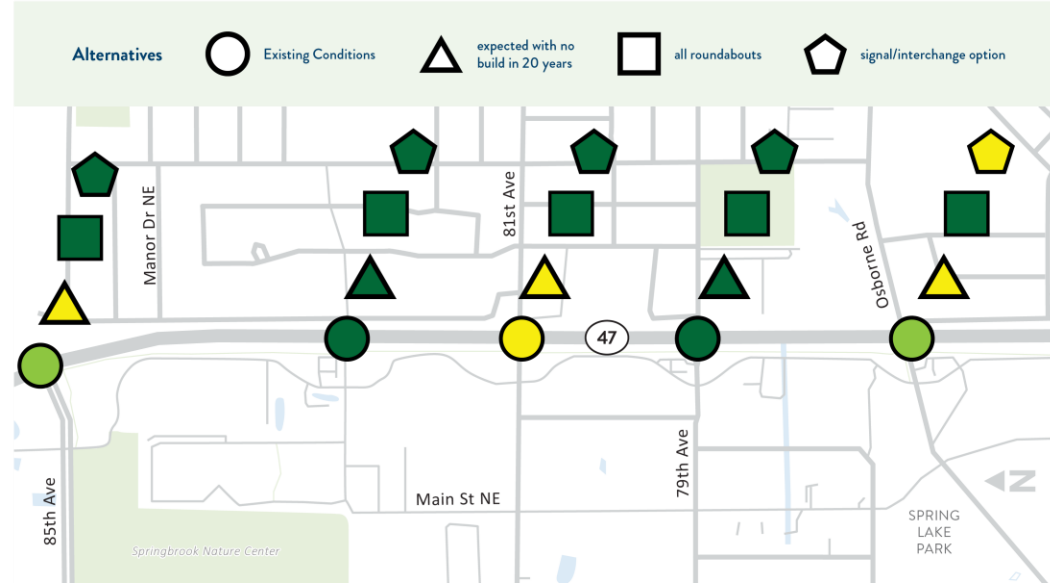 Alternatives
Existing Conditions
expected with no
build in 20 years
all roundabouts
signal/interchange option
Manor Dr NE
81st Ave
Osborne Rd
47
79th Ave
85th Ave
Main St NE
Springbrook Nature Center
SPRING
LAKE
PARK
N